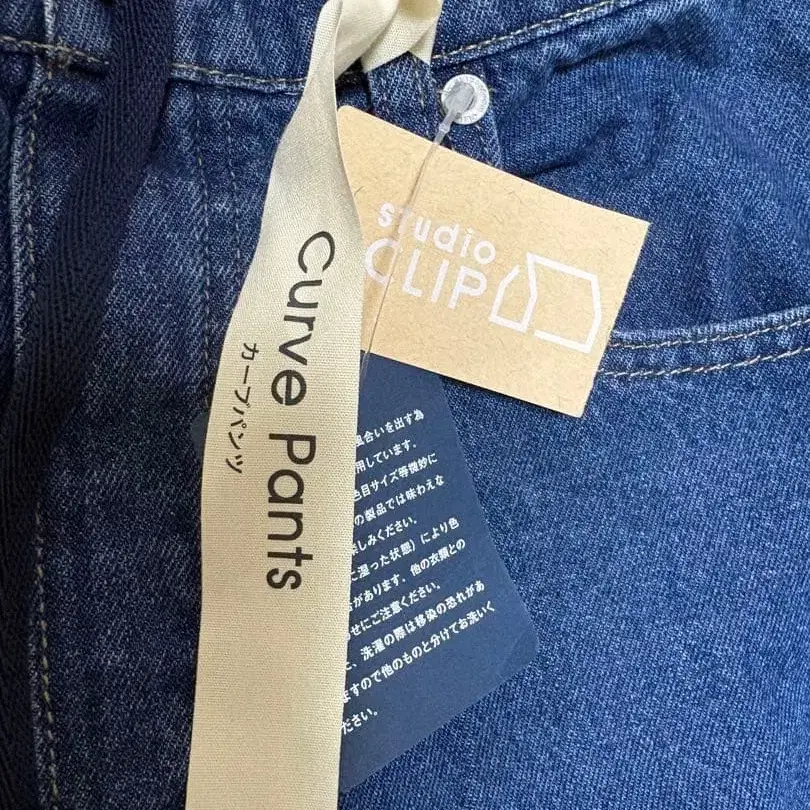 studio
CLIP
Curve Pants
カーブパンツ
風合いを出す為
用しています。
色目サイズ等微妙に
の製品では味わえな
楽しみください。
に湿った状態）により色
があります。他の衣類との
せにご注意ください。
、洗濯の際は移染の恐れがあ
ますので他のものと分けてお洗いく
ださい。